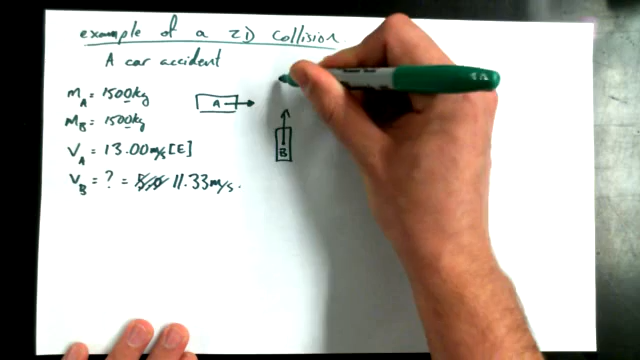 example of a 2D Collision.
A car accident
mA = 1500kg
mB = 1500kg
VA = 13.00m/s [E]
VB = ? = 11.33m/s.
A
B